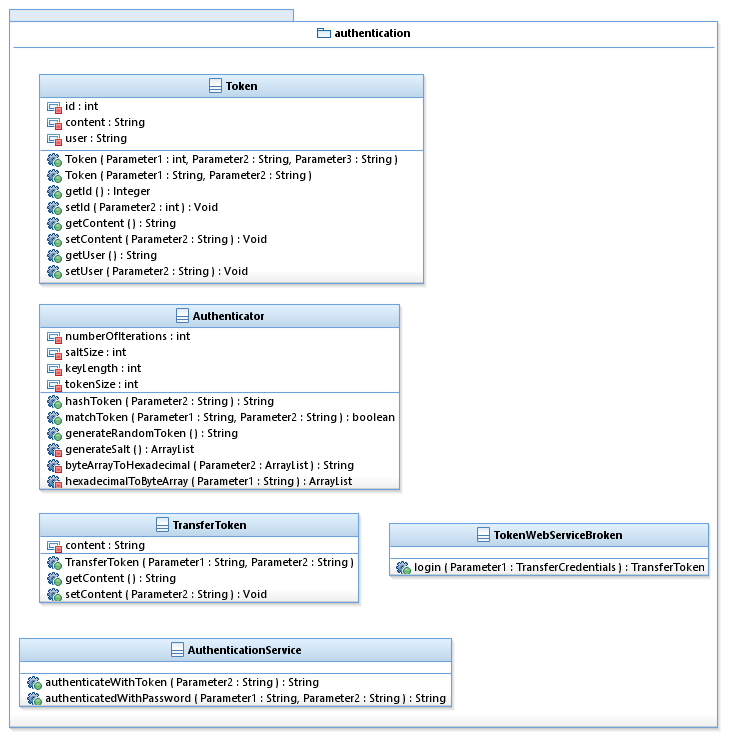 authentication
Token
id : int
content : String
user : String
Token ( Parameter1 : int, Parameter2 : String, Parameter3 : String )
Token ( Parameter1 : String, Parameter2 : String )
getId ( ) : Integer
setId ( Parameter2 : int ) : Void
getContent ( ) : String
setContent ( Parameter2 : String ) : Void
getUser ( ) : String
setUser ( Parameter2 : String ) : Void
Authenticator
numberOfIterations : int
saltSize : int
keyLength : int
tokenSize : int
hashToken ( Parameter2 : String ) : String
matchToken ( Parameter1 : String, Parameter2 : String ) : boolean
generateRandomToken ( ) : String
generateSalt ( ) : ArrayList
byteArrayToHexadecimal ( Parameter2 : ArrayList ) : String
hexadecimalToByteArray ( Parameter1 : String ) : ArrayList
TransferToken
content : String
TransferToken ( Parameter1 : String, Parameter2 : String )
getContent ( ) : String
setContent ( Parameter2 : String ) : Void
TokenWebServiceBroken
login ( Parameter1 : TransferCredentials ) : TransferToken
AuthenticationService
authenticateWithToken ( Parameter2 : String ) : String
authenticatedWithPassword ( Parameter1 : String, Parameter2 : String ) : String